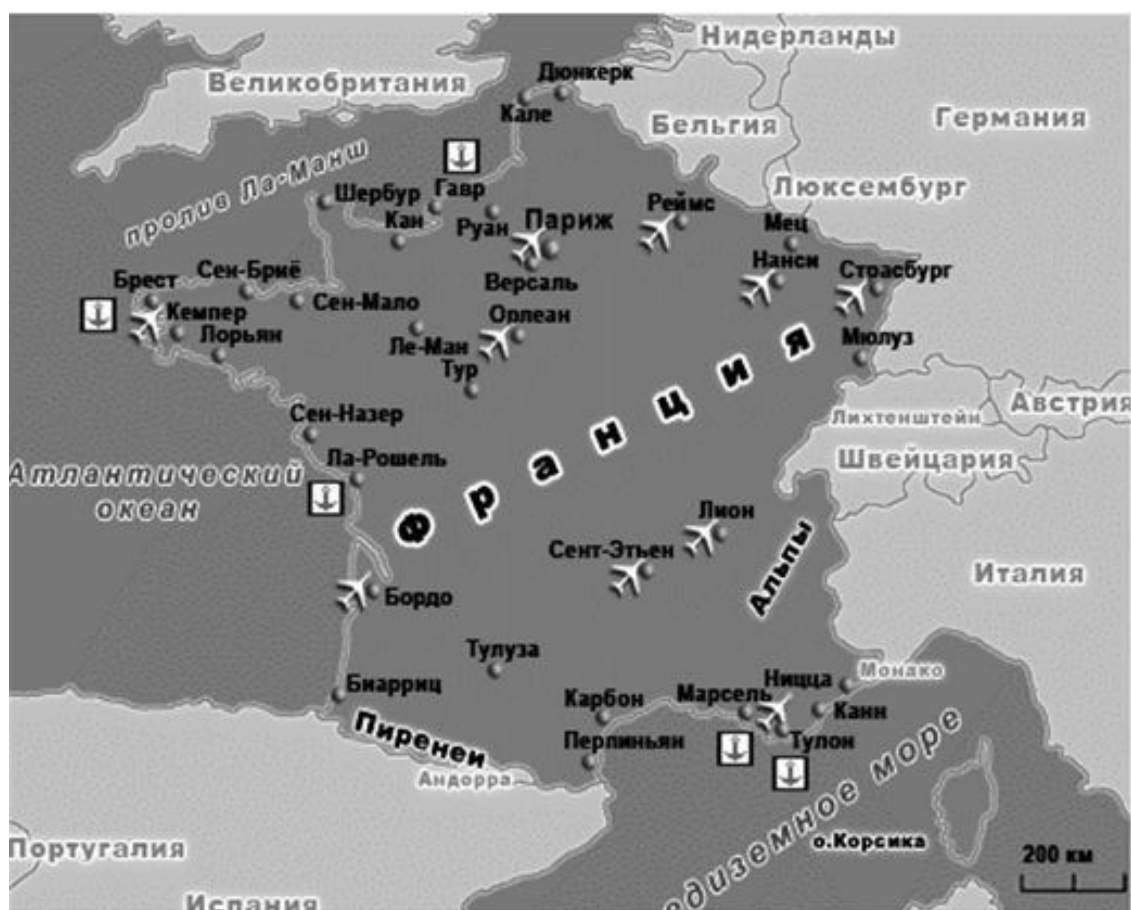 Нидерланды
Великобритания
Дюнкерк
Кале
Бельгия
Германия
пролив Ла-Манш
Шербур
Гавр
Люксембург
Кан
Руан
Париж
Реймс
Мец
Версаль
Нанси
Страсбург
Брест
Сен-Бриё
Кемпер
Сен-Мало
Орлеан
Лорьян
Ле-Ман
Тур
Мюлуз
Франция
Сен-Назер
Лихтенштейн
Австрия
Ла-Рошель
Швейцария
Атлантический
океан
Лион
Сент-Этьен
Альпы
Италия
Бордо
Тулуза
Биарриц
Монако
Ницца
Карбон
Марсель
Канн
Пиренеи
Перпиньян
Тулон
Андорра
едиземное море
о.Корсика
Португалия
200 км
Испания